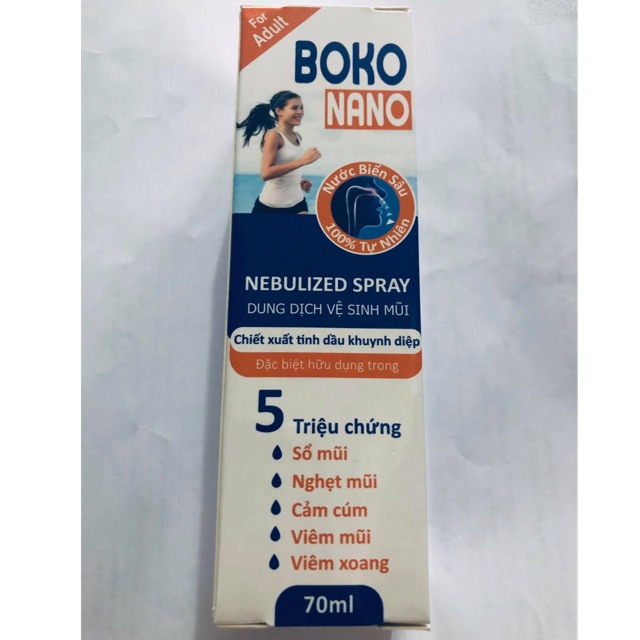 For
Adult
BOKO
NANO
Nước Biển Sâu
100% Tự Nhiên
NEBULIZED SPRAY
DUNG DỊCH VỆ SINH MŨI
Chiết xuất tinh dầu khuynh diệp
Đặc biệt hữu dụng trong
5 Triệu chứng
Sổ mũi
Nghẹt mũi
Cảm cúm
Viêm mũi
Viêm xoang
70ml